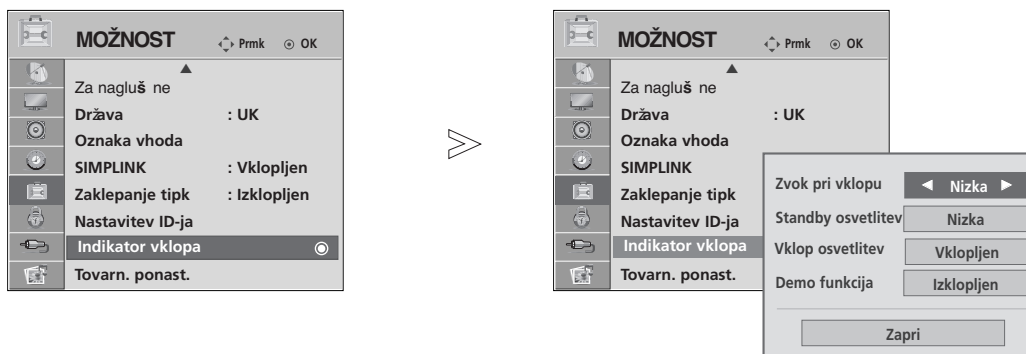 MOŽNOST Prmk OK
Za nagluš ne
Država : UK
Oznaka vhoda
SIMPLINK : Vklopljen
Zaklepanje tipk : Izklopljen
Nastavitev ID-ja
Indikator vklopa
Tovarn. ponast.
MOŽNOST Prmk OK
Za nagluš ne
Država : UK
Oznaka vhoda
SIMPLINK
Zaklepanje tipk
Nastavitev ID-ja
Indikator vklopa
Tovarn. ponast.
Zvok pri vklopu Nizka
Standby osvetlitev Nizka
Vklop osvetlitev Vklopljen
Demo funkcija Izklopljen
Zapri